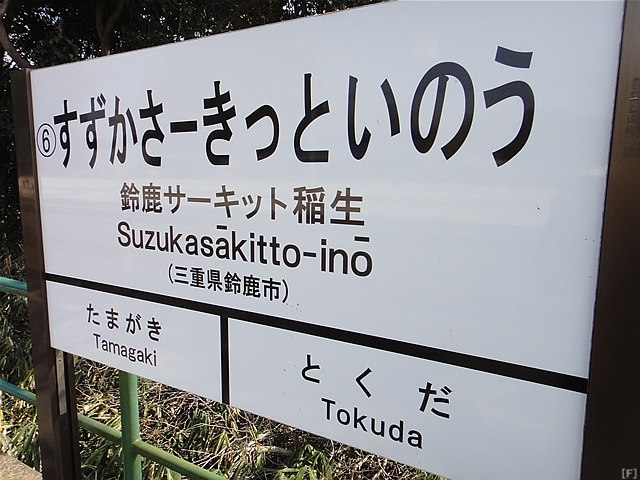 ⑥すずかさーきっといのう
鈴鹿サーキット稲生
Suzukasākitto-inō
(三重県鈴鹿市)
たまがき
Tamagaki
とくだ
Tokuda
[F]